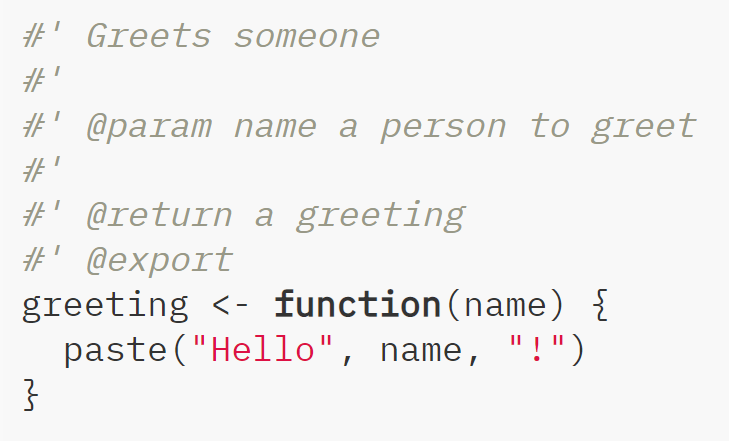 #' Greets someone
#'
#' @param name a person to greet
#'
#' @return a greeting
#' @export
greeting <- function(name) {
  paste("Hello", name, "!")
}